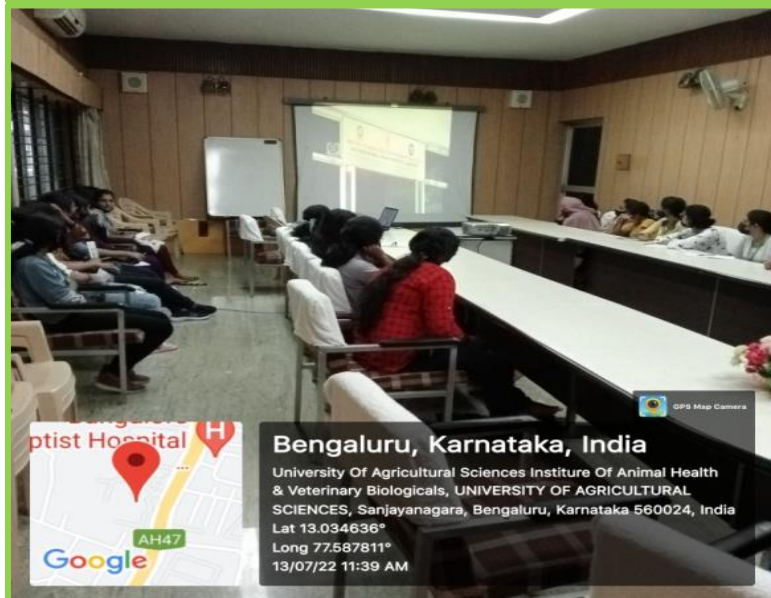 GPS Map Camera
Bangalore
ptist Hospital
H
...
AH47
Google
Bengaluru, Karnataka, India
University Of Agricultural Sciences Institute Of Animal Health
& Veterinary Biologicals, UNIVERSITY OF AGRICULTURAL
SCIENCES, Sanjayanagara, Bengaluru, Karnataka 560024, India
Lat 13.034636°
Long 77.587811°
13/07/22 11:39 AM